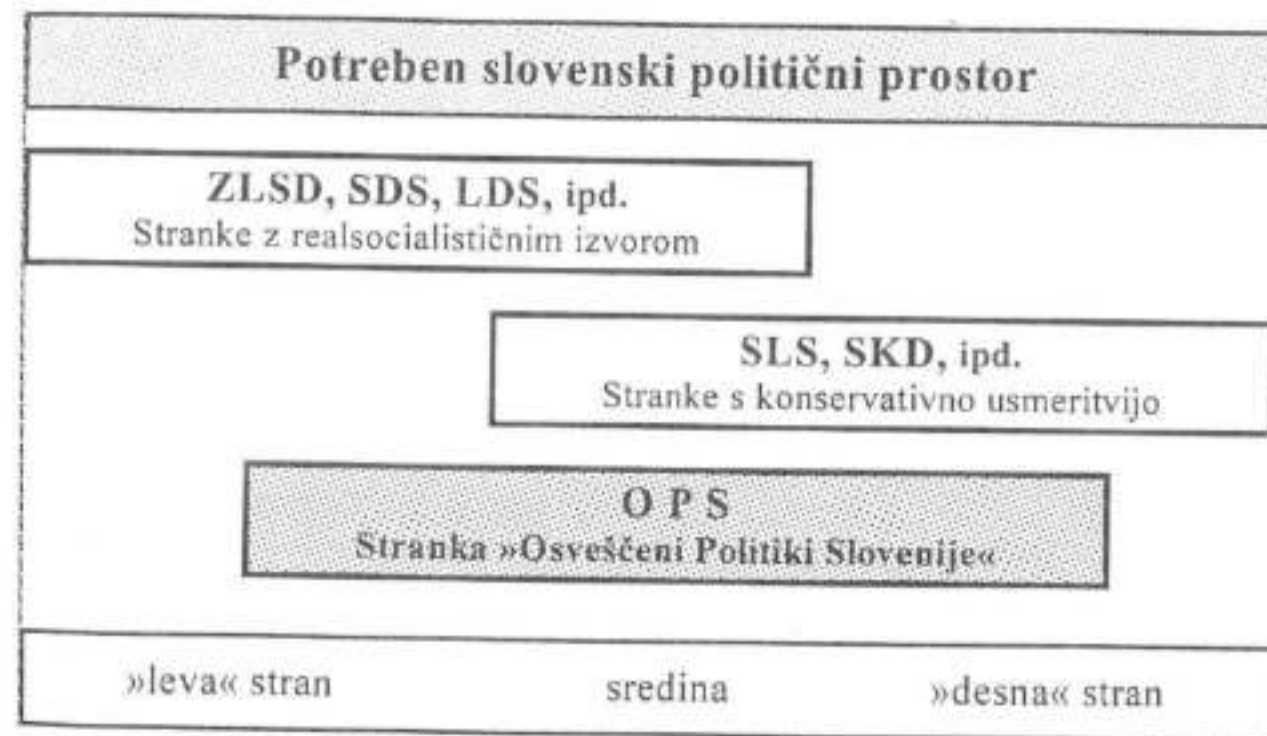 Potreben slovenski politični prostor
ZLSD, SDS, LDS, ipd.
Stranke z realsocialističnim izvorom
SLS, SKD, ipd.
Stranke s konservativno usmeritvijo
O P S
Stranka »Osveščeni Politiki Slovenije«
»leva« stran sredina »desna« stran